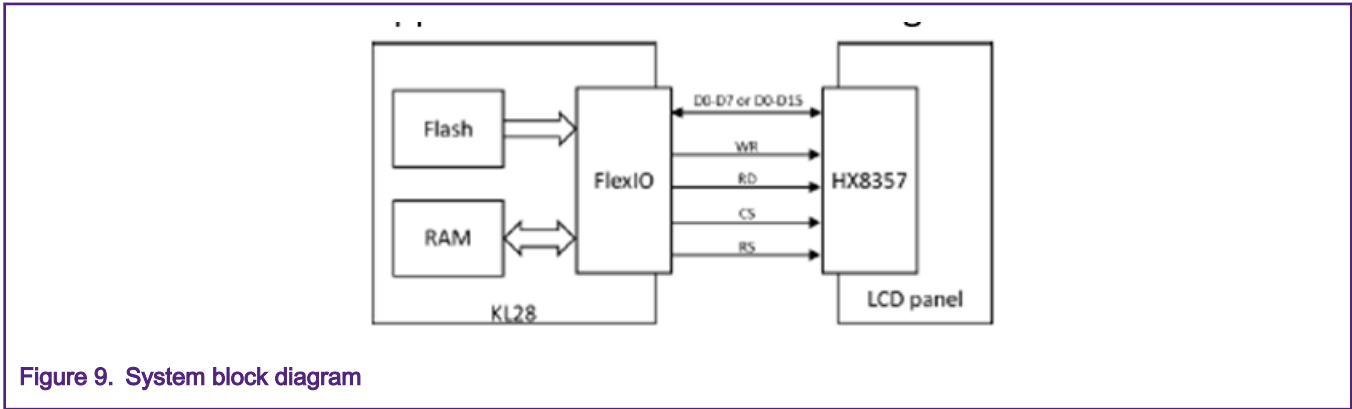 Flash
RAM
KL28
FlexIO
D0-D7 or D0-D15
WR
RD
CS
RS
HX8357
LCD panel
Figure 9. System block diagram